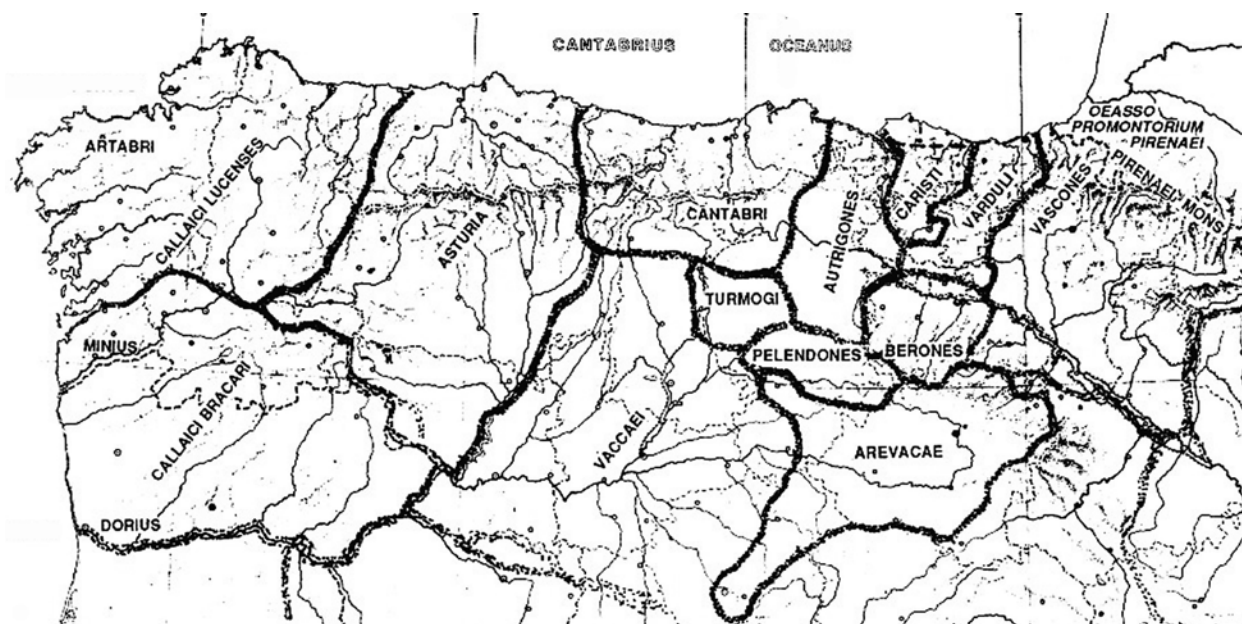 CANTABRIUS OCEANUS
OEASSO
PROMONTORIUM
PIRENAEI
PIRENAEI MONS
ARTABRI
CALLAICI LUCENSES
ASTURIA
CANTABRI
AUTRIGONES
CARISTI
VARDULI
VASCONES
TURMOGI
MINIUS
PELENDONES
BERONES
CALLAICI BRACARI
VACCAEI
AREVACAE
DORIUS